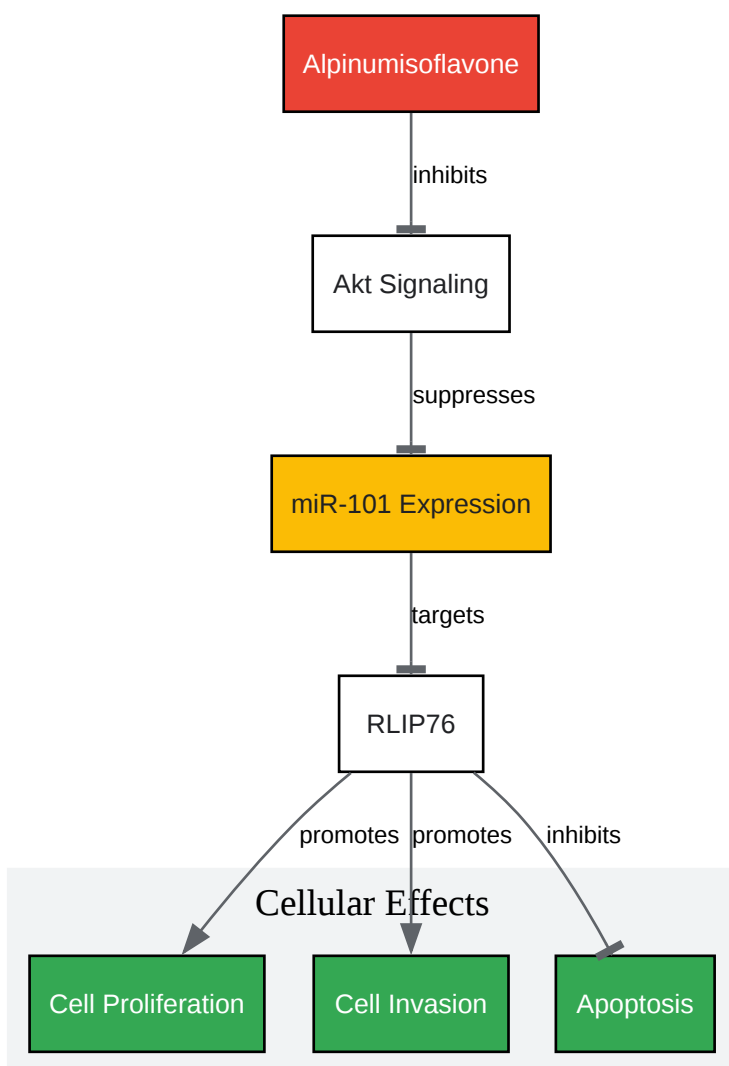 Alpinumisoflavone
inhibits
Akt Signaling
suppresses
miR-101 Expression
targets
RLIP76
promotes promotes inhibits
Cellular Effects
Cell Proliferation Cell Invasion Apoptosis